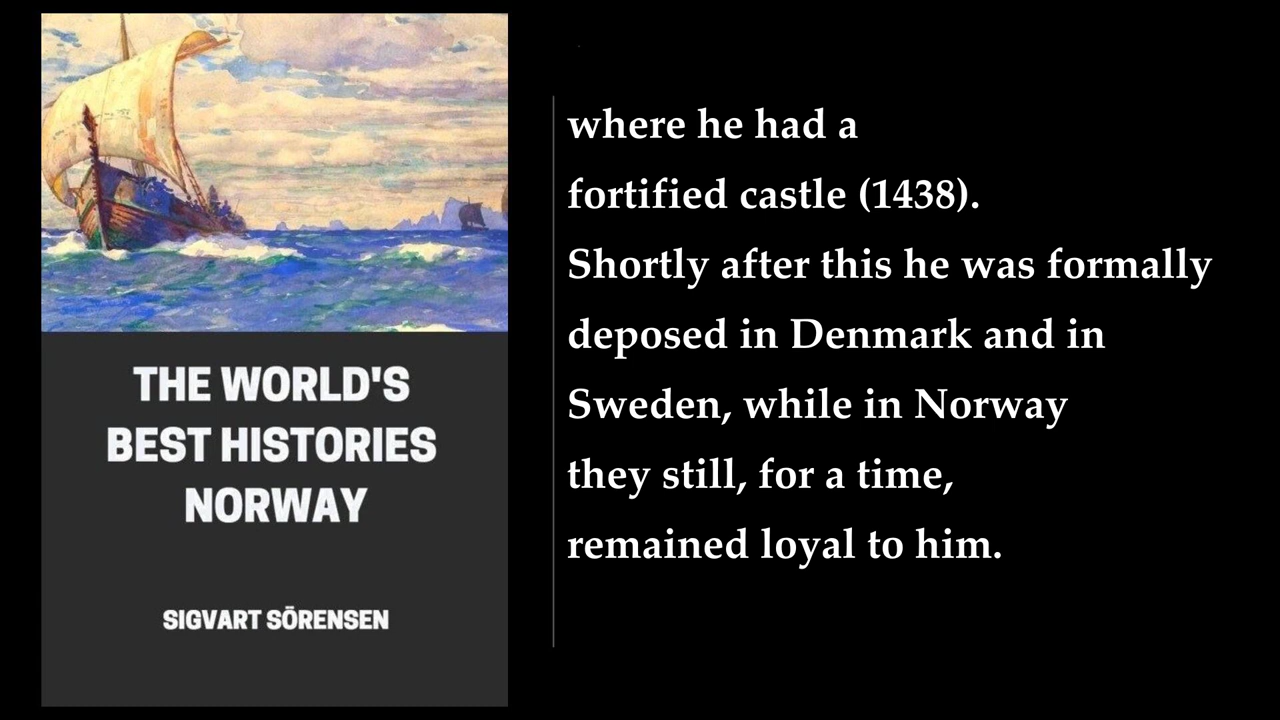 THE WORLD'S
BEST HISTORIES
NORWAY
SIGVART SÖRENSEN
where he had a
fortified castle (1438).
Shortly after this he was formally
deposed in Denmark and in
Sweden, while in Norway
they still, for a time,
remained loyal to him.